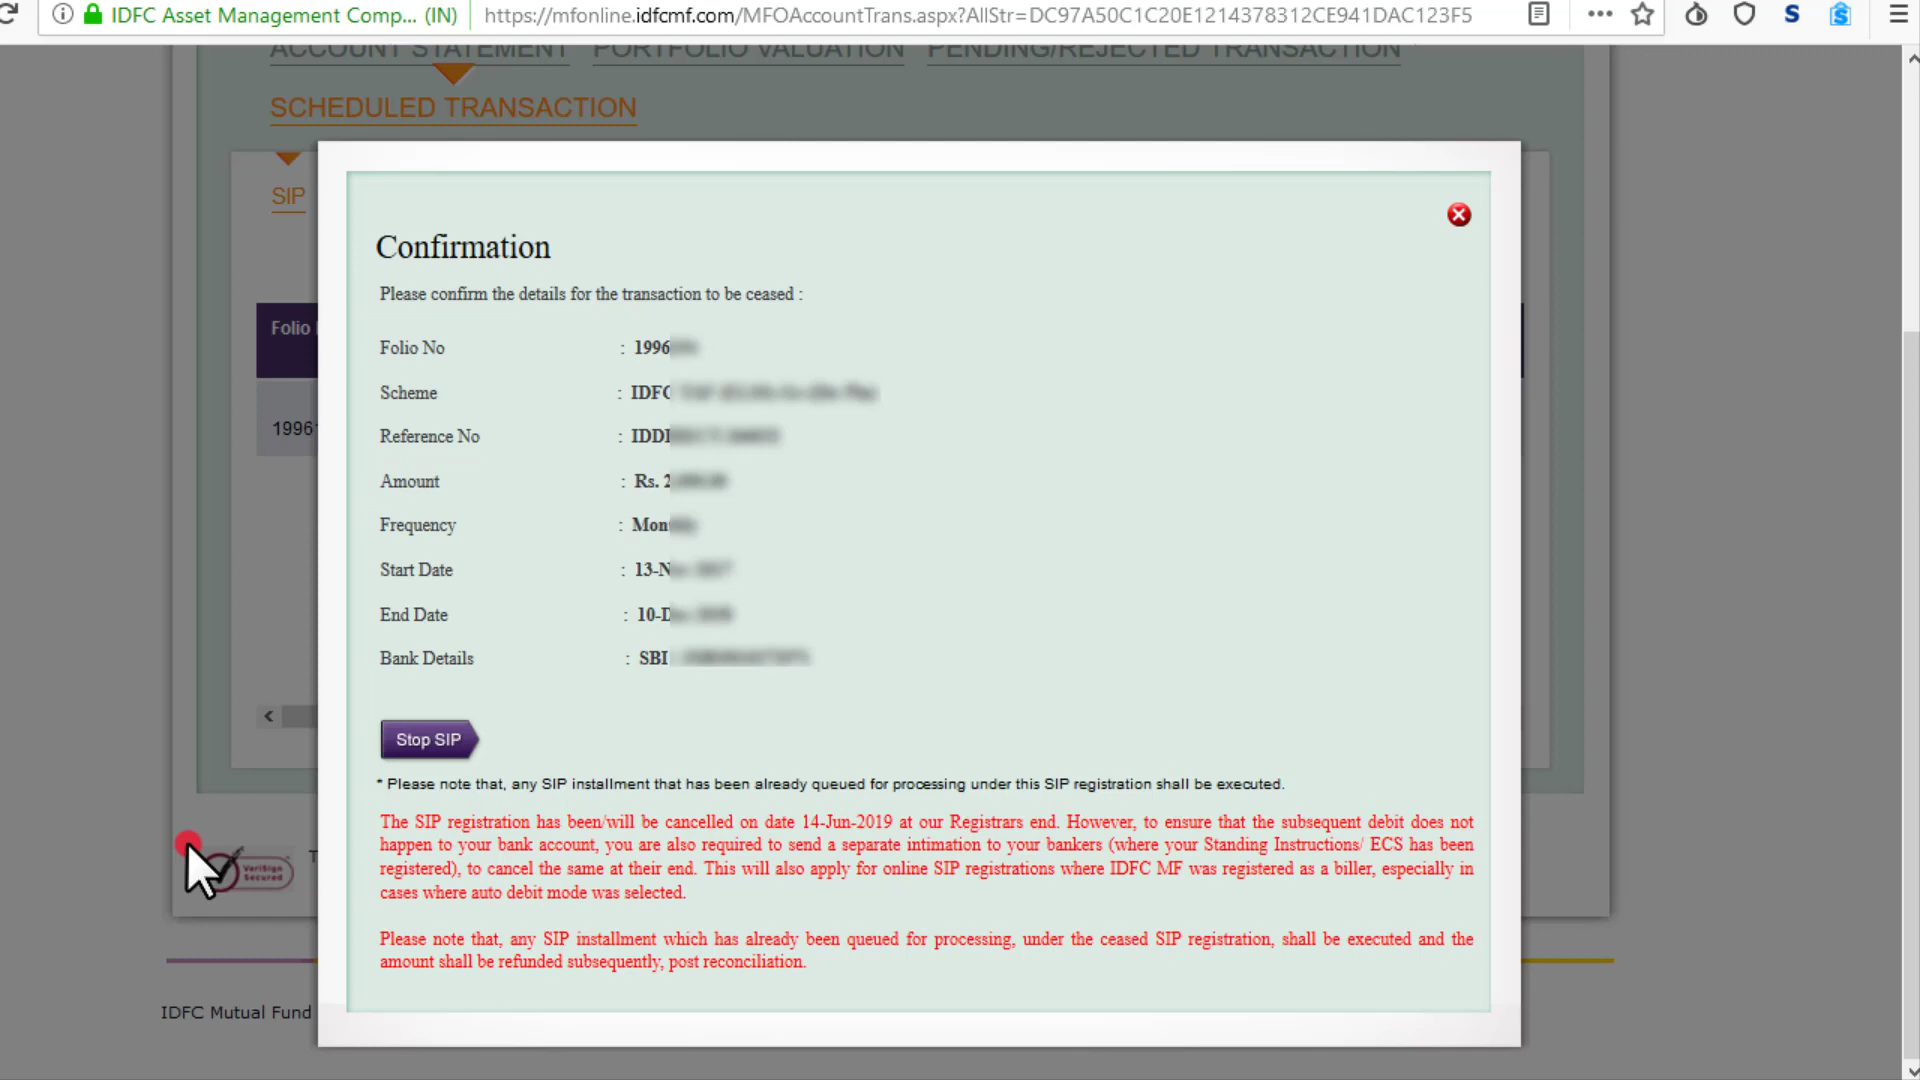 IDFC Asset Management Comp... (IN) https://mfonline.idfcmf.com/MFOAccountTrans.aspx?AllStr=DC97A50C1C20E1214378312CE941DAC123F5
ACCOUNT STATEMENT PORTFOLIO VALUATION PENDING/REJECTED TRANSACTION
SCHEDULED TRANSACTION
SIP
Confirmation
Please confirm the details for the transaction to be ceased :
Folio
Folio No : 1996
Scheme : IDFC
1996
Reference No : IDDI
Amount : Rs. 2
Frequency : Mon
Start Date : 13-N
End Date : 10-D
Bank Details : SBI
Stop SIP
* Please note that, any SIP installment that has been already queued for processing under this SIP registration shall be executed.
The SIP registration has been/will be cancelled on date 14-Jun-2019 at our Registrars end. However, to ensure that the subsequent debit does not
happen to your bank account, you are also required to send a separate intimation to your bankers (where your Standing Instructions/ ECS has been
registered), to cancel the same at their end. This will also apply for online SIP registrations where IDFC MF was registered as a biller, especially in
cases where auto debit mode was selected.
VeriSign
Secured
Please note that, any SIP installment which has already been queued for processing, under the ceased SIP registration, shall be executed and the
amount shall be refunded subsequently, post reconciliation.
IDFC Mutual Fund